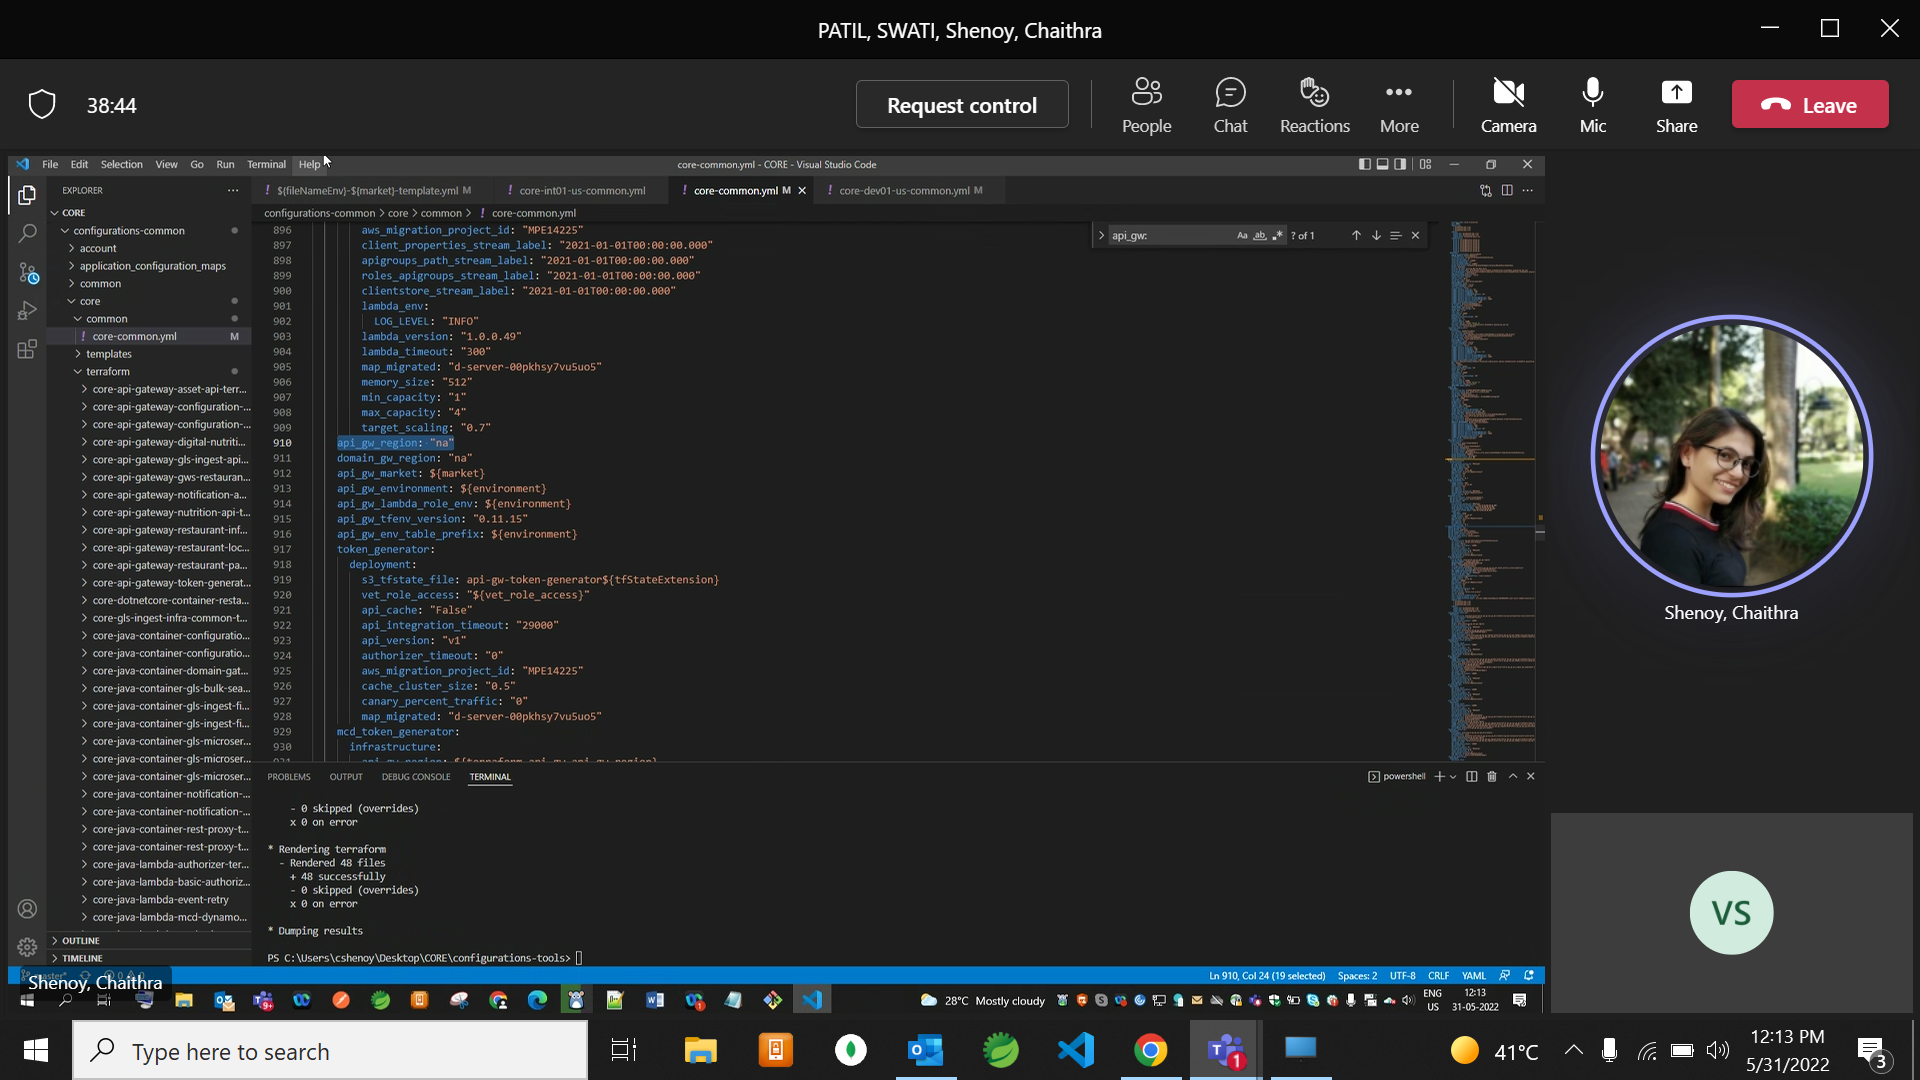 PATIL, SWATI, Shenoy, Chaithra
38:44
Request control
People
Chat
Reactions
More
Camera
Mic
Share
Leave
File Edit Selection View Go Run Terminal Help
core-common.yml - CORE - Visual Studio Code
EXPLORER
! ${fileNameEnv}-${market}-template.yml M
! core-int01-us-common.yml
! core-common.yml M
! core-dev01-us-common.yml M
configurations-common > core > common > ! core-common.yml
CORE
configurations-common
account
application_configuration_maps
common
core
common
! core-common.yml M
templates
terraform
core-api-gateway-asset-api-terr...
core-api-gateway-configuration-...
core-api-gateway-configuration-...
core-api-gateway-digital-nutriti...
core-api-gateway-gls-ingest-api...
core-api-gateway-gws-restauran...
core-api-gateway-notification-a...
core-api-gateway-nutrition-api-t...
core-api-gateway-restaurant-inf...
core-api-gateway-restaurant-loc...
core-api-gateway-restaurant-pa...
core-api-gateway-token-generat...
core-dotnetcore-container-resta...
core-gls-ingest-infra-common-t...
core-java-container-configuratio...
core-java-container-configuratio...
core-java-container-domain-gat...
core-java-container-gls-bulk-sea...
core-java-container-gls-ingest-fi...
core-java-container-gls-ingest-fi...
core-java-container-gls-microser...
core-java-container-gls-microser...
core-java-container-gls-microser...
core-java-container-notification-...
core-java-container-notification-...
core-java-container-rest-proxy-t...
core-java-container-rest-proxy-t...
core-java-lambda-authorizer-ter...
core-java-lambda-basic-authoriz...
core-java-lambda-event-retry
core-java-lambda-mcd-dynamo...
OUTLINE
TIMELINE
api_gw: Aa ab .* ? of 1
896 aws_migration_project_id: "MPE14225"
897 client_properties_stream_label: "2021-01-01T00:00:00.000"
898 apigroups_path_stream_label: "2021-01-01T00:00:00.000"
899 roles_apigroups_stream_label: "2021-01-01T00:00:00.000"
900 clientstore_stream_label: "2021-01-01T00:00:00.000"
901 lambda_env:
902 LOG_LEVEL: "INFO"
903 lambda_version: "1.0.0.49"
904 lambda_timeout: "300"
905 map_migrated: "d-server-00pkhsy7vu5uo5"
906 memory_size: "512"
907 min_capacity: "1"
908 max_capacity: "4"
909 target_scaling: "0.7"
910 api_gw_region: "na"
911 domain_gw_region: "na"
912 api_gw_market: ${market}
913 api_gw_environment: ${environment}
914 api_gw_lambda_role_env: ${environment}
915 api_gw_tfenv_version: "0.11.15"
916 api_gw_env_table_prefix: ${environment}
917 token_generator:
918 deployment:
919 s3_tfstate_file: api-gw-token-generator${tfStateExtension}
920 vet_role_access: "${vet_role_access}"
921 api_cache: "False"
922 api_integration_timeout: "29000"
923 api_version: "v1"
924 authorizer_timeout: "0"
925 aws_migration_project_id: "MPE14225"
926 cache_cluster_size: "0.5"
927 canary_percent_traffic: "0"
928 map_migrated: "d-server-00pkhsy7vu5uo5"
929 mcd_token_generator:
930 infrastructure:
PROBLEMS OUTPUT DEBUG CONSOLE TERMINAL
powershell
- 0 skipped (overrides)
x 0 on error
* Rendering terraform
- Rendered 48 files
+ 48 successfully
- 0 skipped (overrides)
x 0 on error
* Dumping results
PS C:\Users\cshenoy\Desktop\CORE\configurations-tools>
Ln 910, Col 24 (19 selected) Spaces: 2 UTF-8 CRLF YAML
Shenoy, Chaithra
28°C Mostly cloudy
ENG
US
12:13
31-05-2022
Shenoy, Chaithra
VS
Type here to search
1
41°C
12:13 PM
5/31/2022
3